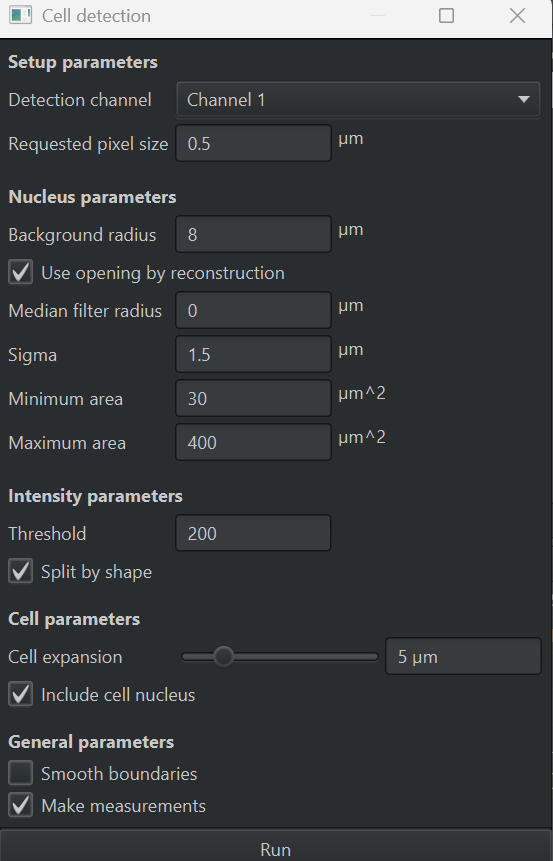 Cell detection
Setup parameters
Detection channel Channel 1
Requested pixel size 0.5 µm
Nucleus parameters
Background radius 8 µm
Use opening by reconstruction
Median filter radius 0 µm
Sigma 1.5 µm
Minimum area 30 µm^2
Maximum area 400 µm^2
Intensity parameters
Threshold 200
Split by shape
Cell parameters
Cell expansion 5 µm
Include cell nucleus
General parameters
Smooth boundaries
Make measurements
Run